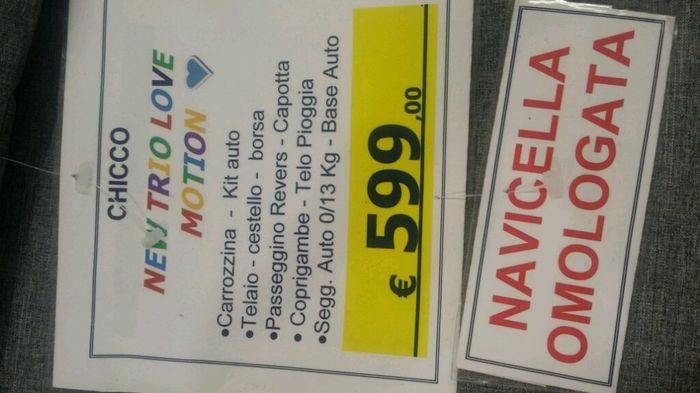 CHICCO
NEW TRIO LOVE
MOTION
•Carrozzina - Kit auto
•Telaio - cestello - borsa
•Passeggino Revers - Capotta
• Coprigambe - Telo Pioggia
•Segg. Auto 0/13 Kg - Base Auto
€ 599,00
NAVICELLA
OMOLOGATA